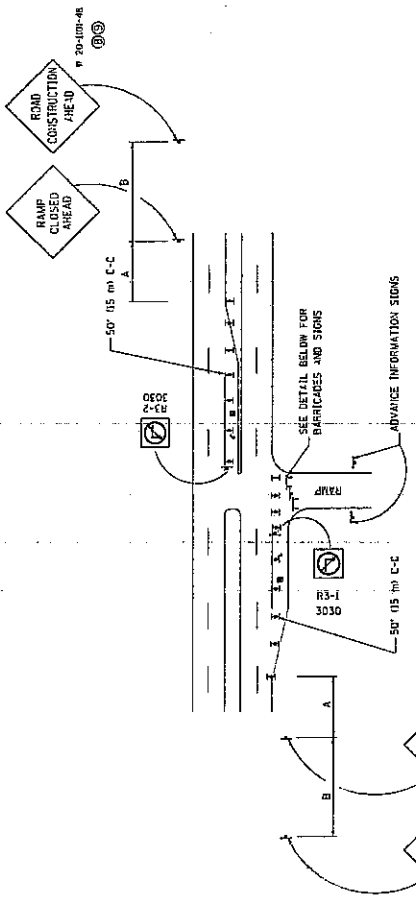 ROAD
CONSTRUCTION
AHEAD
RAMP
CLOSED
AHEAD
B
A
50' (15 m) C-C
R3-2
3030
SEE DETAIL BELOW FOR
BARRICADES AND SIGNS
ADVANCE INFORMATION SIGNS
RAMP
R3-1
3030
50' (15 m) C-C
A
B